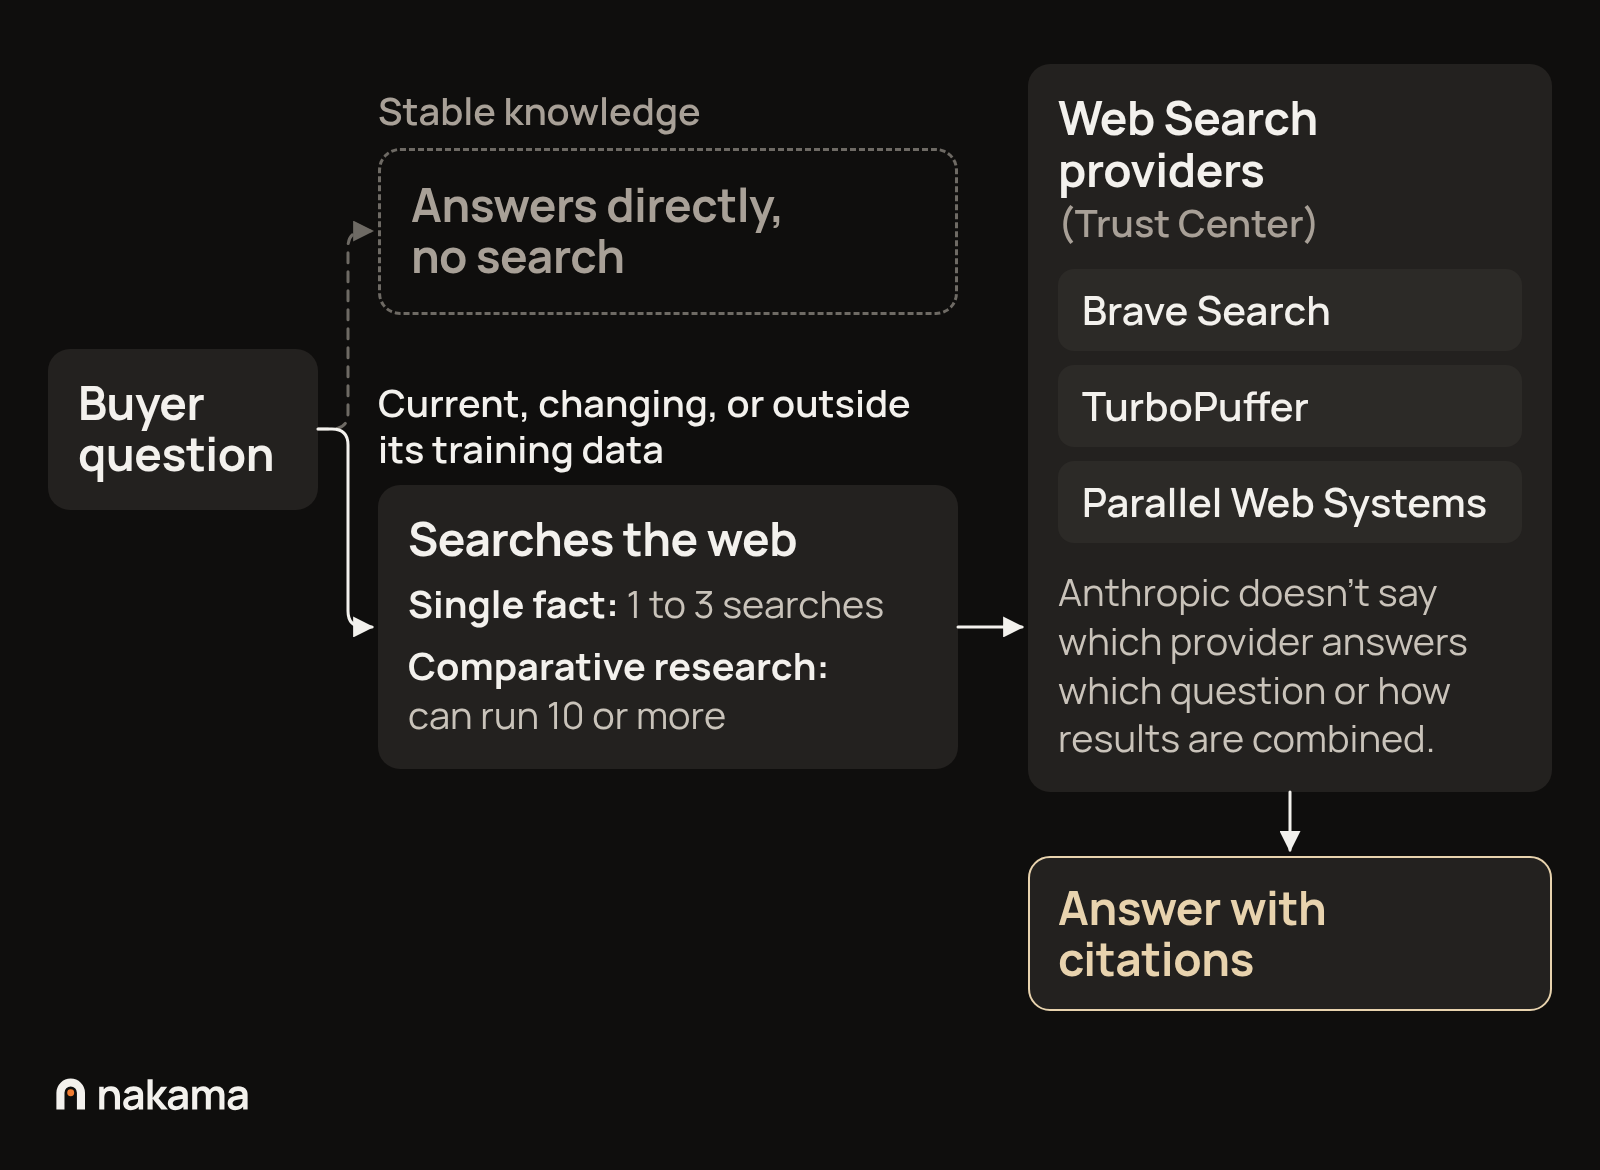 Stable knowledge
Answers directly,
no search
Buyer
question
Current, changing, or outside
its training data
Searches the web
Single fact: 1 to 3 searches
Comparative research:
can run 10 or more
Web Search
providers
(Trust Center)
Brave Search
TurboPuffer
Parallel Web Systems
Anthropic doesn’t say
which provider answers
which question or how
results are combined.
Answer with
citations
nakama